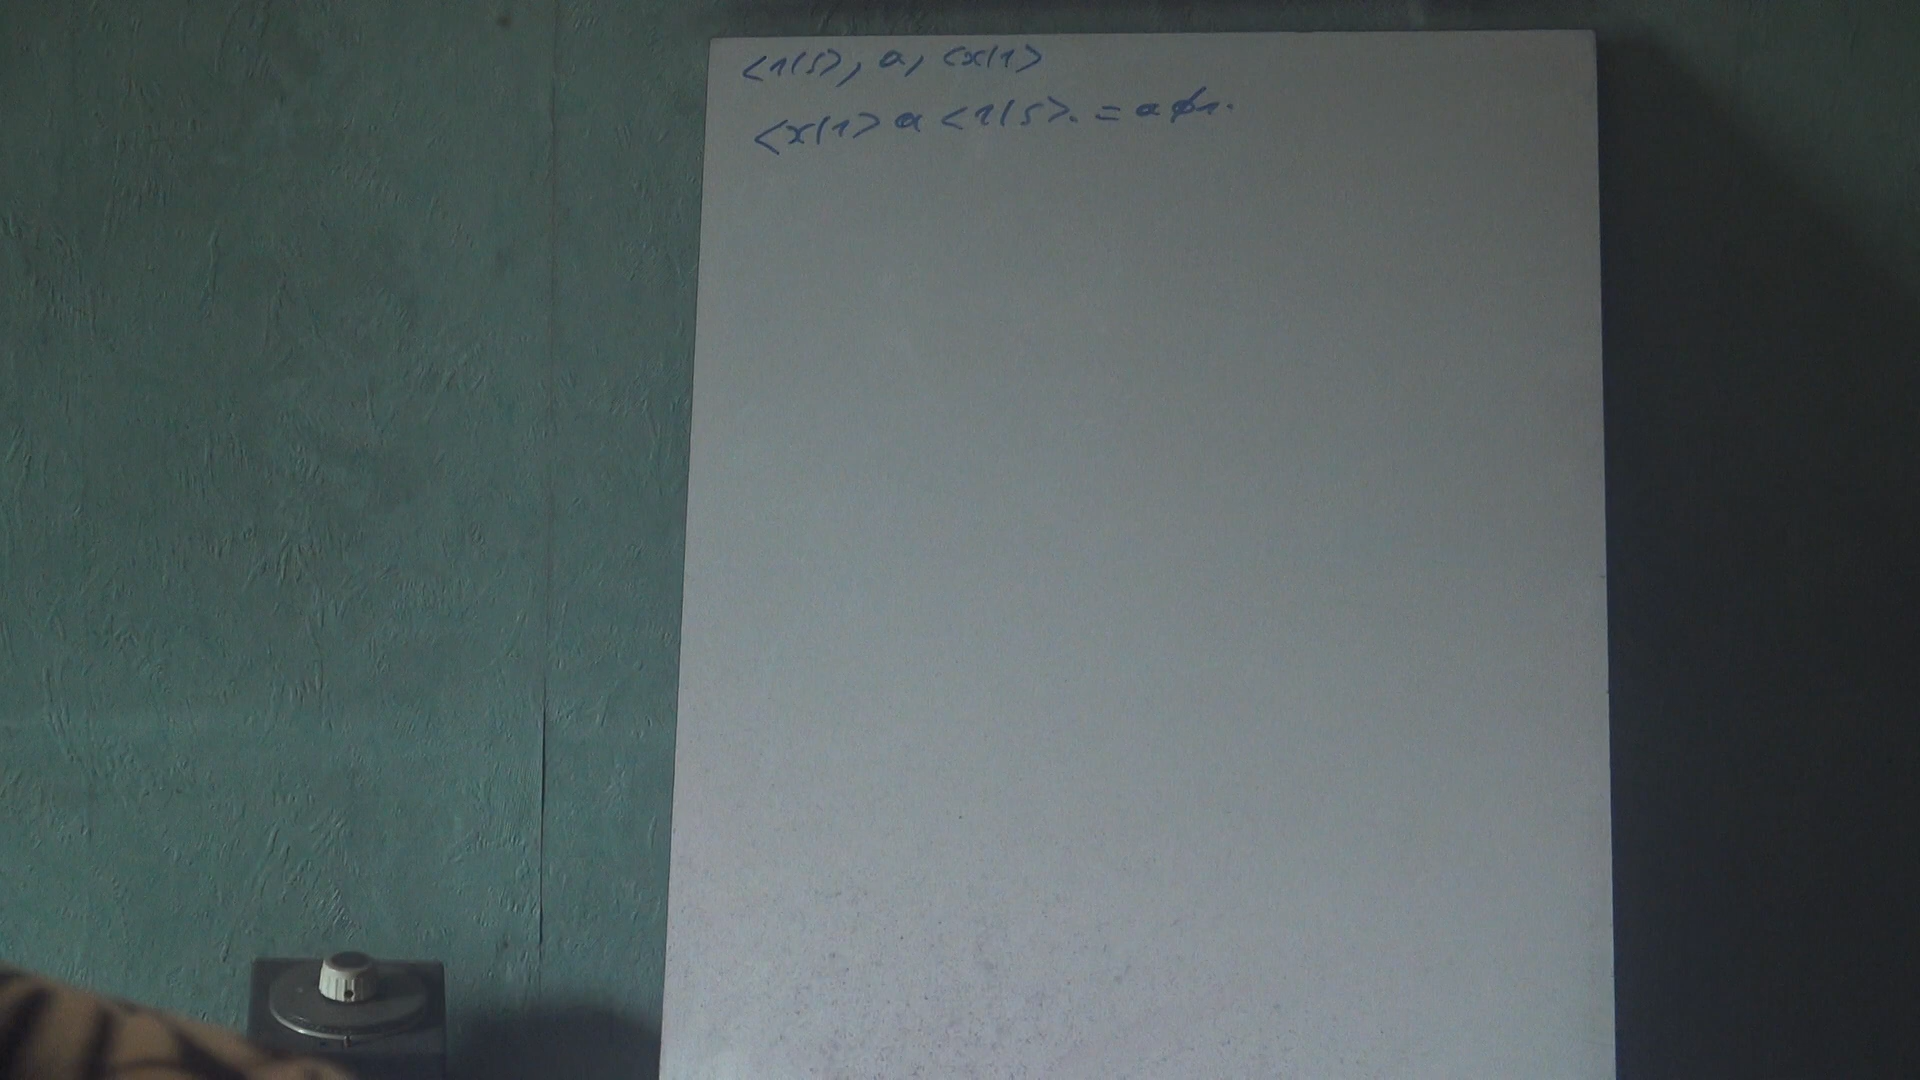 <1|S>, a, <x|1>
<x|1> a <1|S>. = a ϕ1.